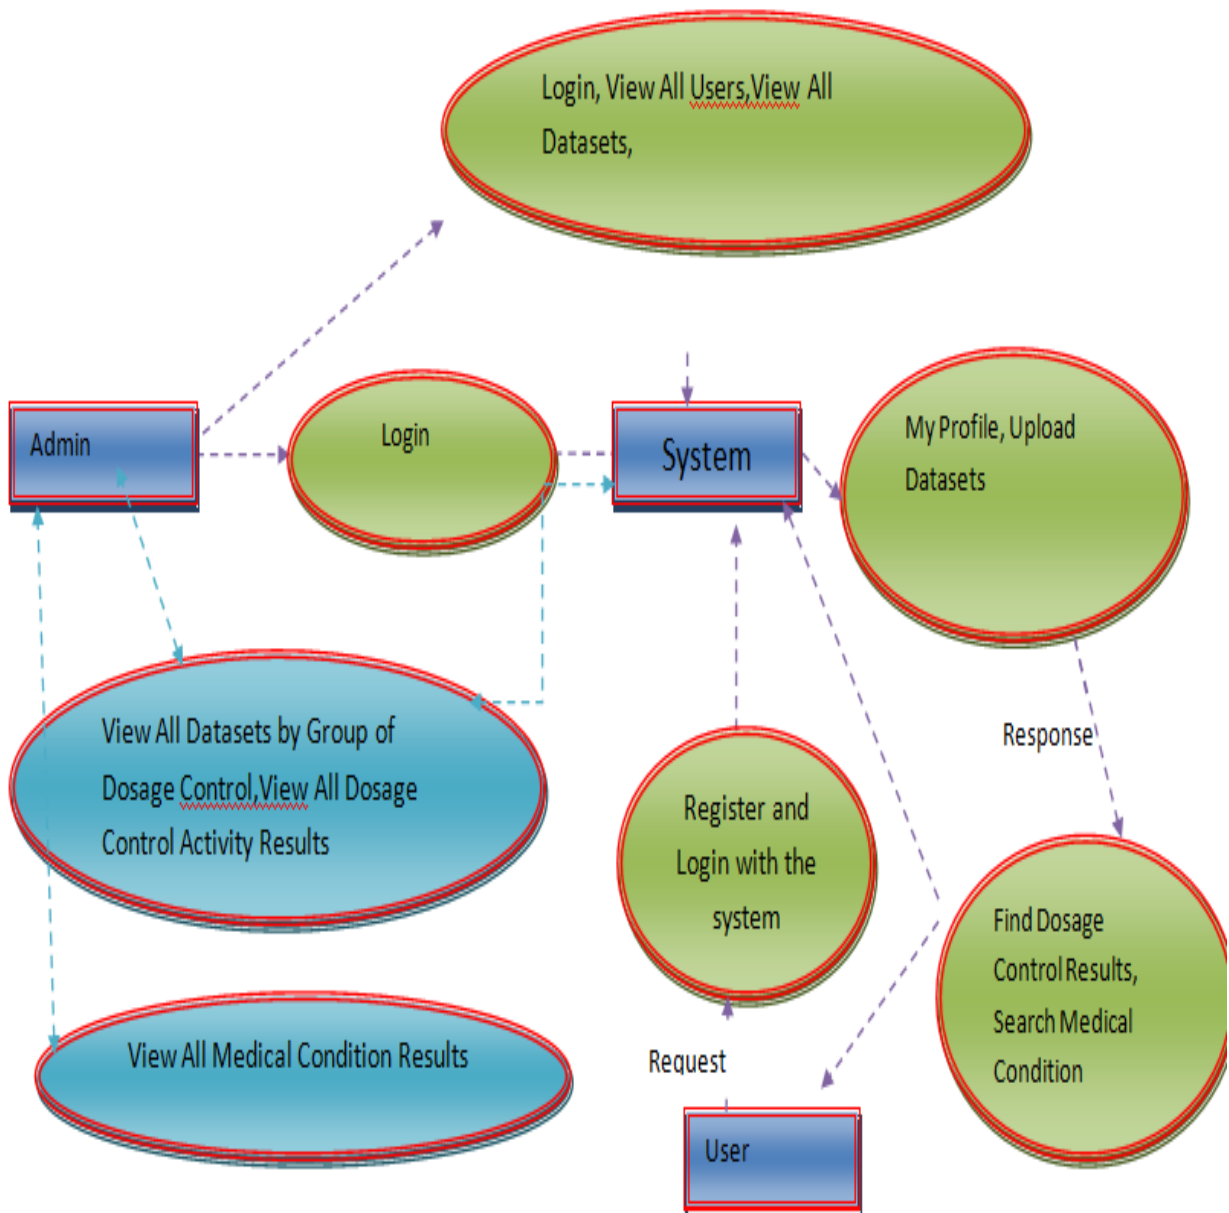 Login, View All Users,View All
Datasets,
Admin
Login
System
My Profile, Upload
Datasets
View All Datasets by Group of
Dosage Control,View All Dosage
Control Activity Results
Response
Register and
Login with the
system
Find Dosage
Control Results,
Search Medical
Condition
View All Medical Condition Results
Request
User